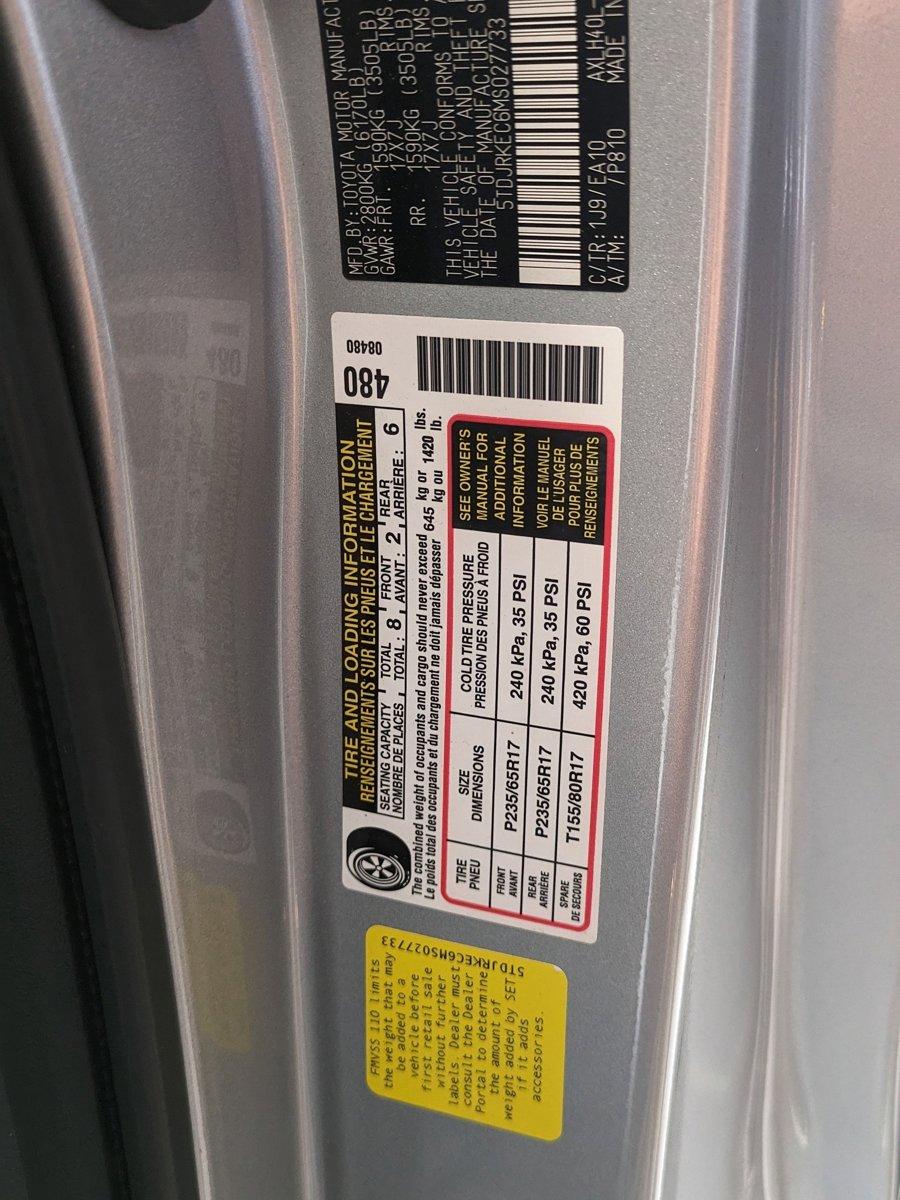 MFD.BY:TOYOTA MOTOR MANUFACT
GVWR:2800KG (6170LB)
GAWR:FRT. 1590KG (3505LB)
17X7J RIMS
RR. 1590KG (3505LB)
17X7J RIMS
THIS VEHICLE CONFORMS TO
VEHICLE SAFETY AND THEFT
THE DATE OF MANUFACTURE
5TDJRKEC6MS027733
C/TR:1J9/EA10 AXLH40L-
A/TM: /P810 MADE IN
480
08480
TIRE AND LOADING INFORMATION
RENSEIGNEMENTS SUR LES PNEUS ET LE CHARGEMENT
SEATING CAPACITY TOTAL FRONT REAR
NOMBRE DE PLACES TOTAL : 8 AVANT : 2 ARRIÈRE : 6
The combined weight of occupants and cargo should never exceed 645 kg or 1420 lbs.
Le poids total des occupants et du chargement ne doit jamais dépasser kg ou lb.
TIRE SIZE COLD TIRE PRESSURE
PNEU DIMENSIONS PRESSION DES PNEUS À FROID
FRONT
AVANT P235/65R17 240 kPa, 35 PSI
REAR
ARRIÈRE P235/65R17 240 kPa, 35 PSI
SPARE
DE SECOURS T155/80R17 420 kPa, 60 PSI
SEE OWNER'S
MANUAL FOR
ADDITIONAL
INFORMATION
VOIR LE MANUEL
DE L'USAGER
POUR PLUS DE
RENSEIGNEMENTS
FMVSS 110 limits
the weight that may
be added to a
vehicle before
first retail sale
without further
labels. Dealer must
consult the Dealer
Portal to determine
the amount of
weight added by SET
if it adds
accessories.
5TDJRKEC6MS027733